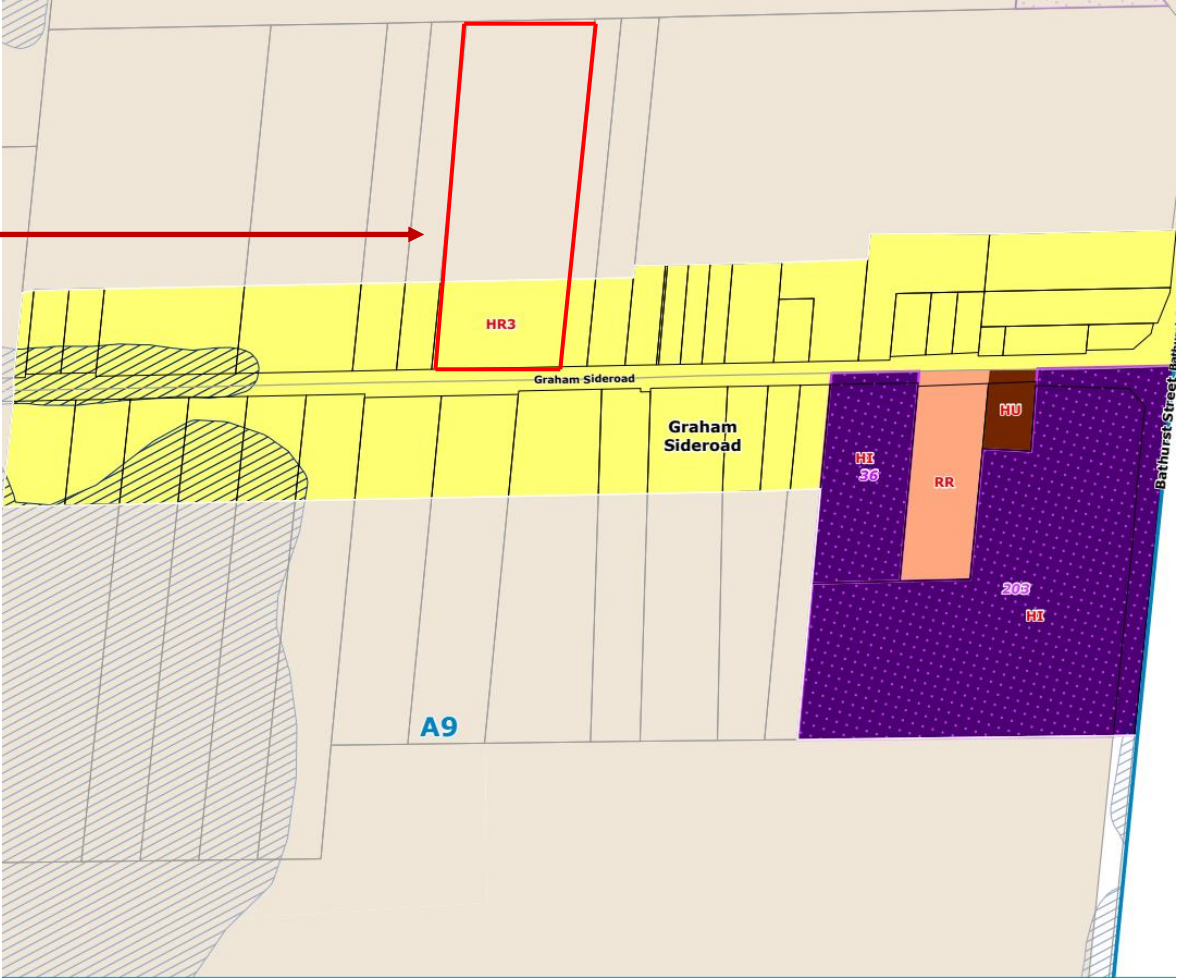 HR3
Graham Sideroad
Graham
Sideroad
HU
HI
36
RR
203
HI
A9
Bathurst Street